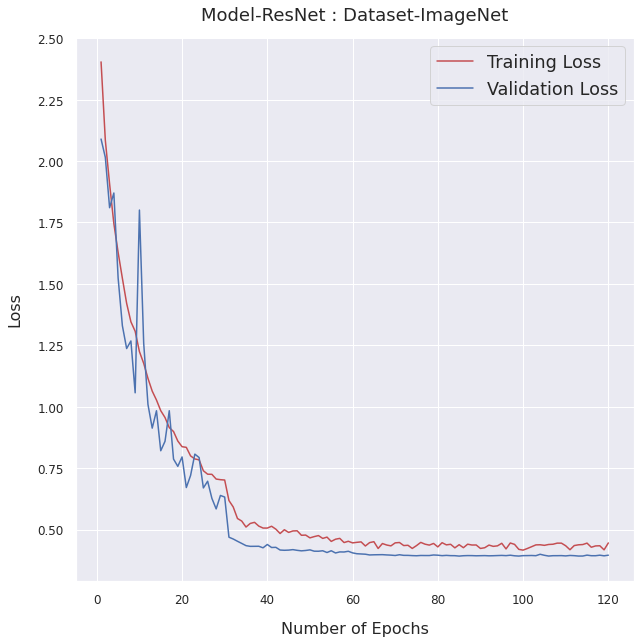 Model-ResNet : Dataset-ImageNet
2.50
2.25
2.00
1.75
1.50
1.25
1.00
0.75
0.50
Loss
Training Loss
Validation Loss
0 20 40 60 80 100 120
Number of Epochs